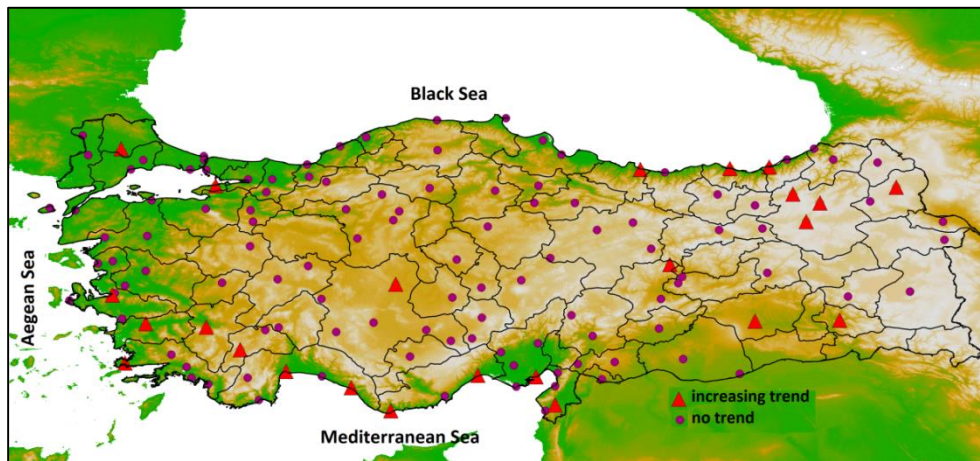 Black Sea
Aegean Sea
increasing trend
no trend
Mediterranean Sea